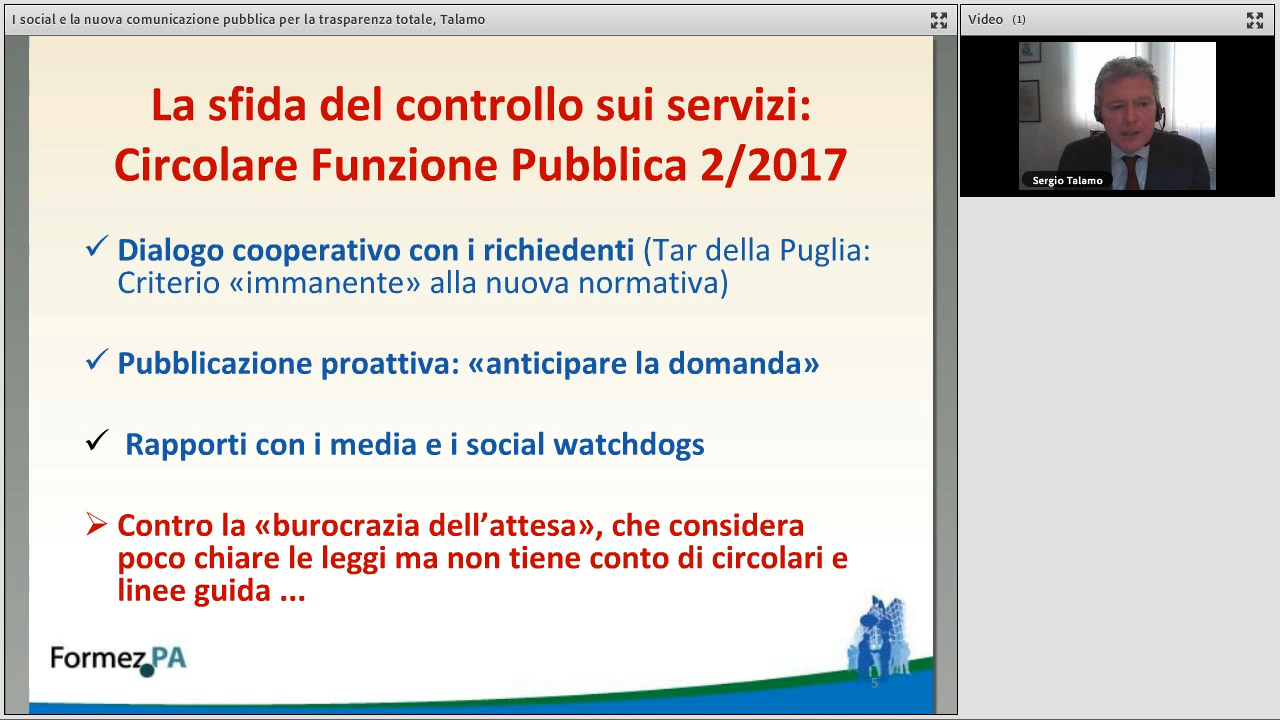 I social e la nuova comunicazione pubblica per la trasparenza totale, Talamo
Video (1)
Sergio Talamo
La sfida del controllo sui servizi:
Circolare Funzione Pubblica 2/2017
Dialogo cooperativo con i richiedenti (Tar della Puglia:
Criterio «immanente» alla nuova normativa)
Pubblicazione proattiva: «anticipare la domanda»
Rapporti con i media e i social watchdogs
Contro la «burocrazia dell’attesa», che considera
poco chiare le leggi ma non tiene conto di circolari e
linee guida ...
Formez PA
5